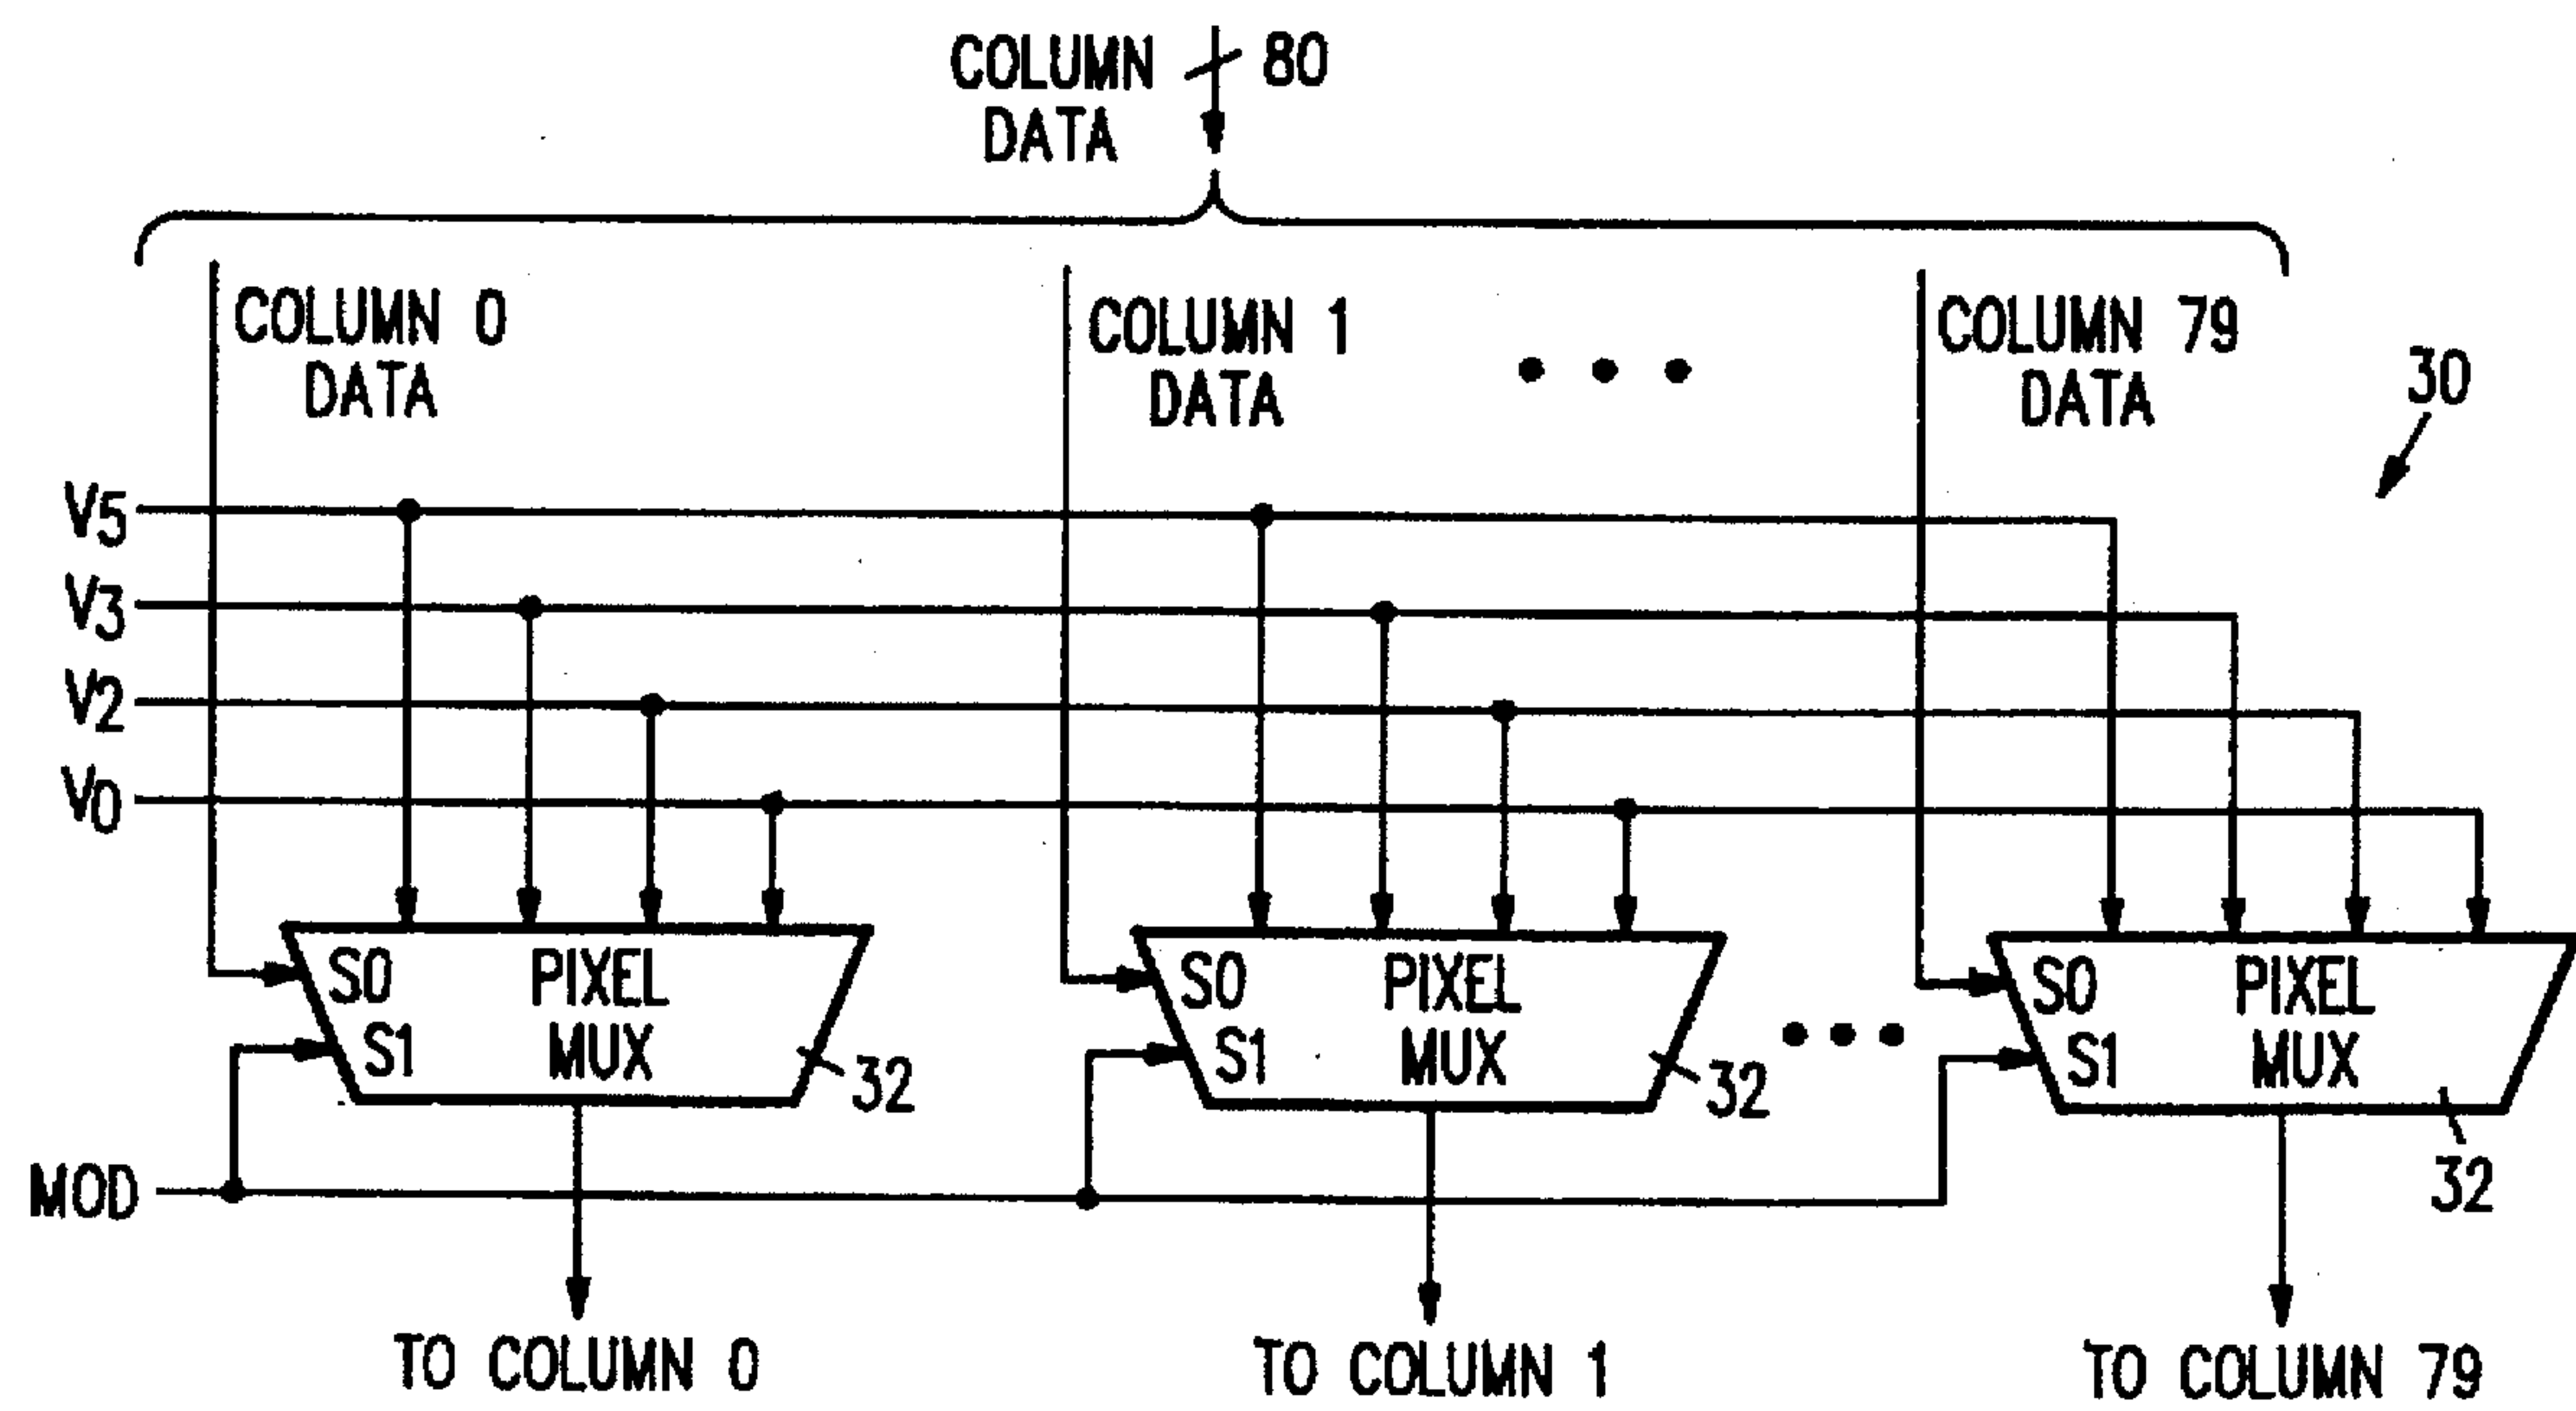 COLUMN DATA 80
COLUMN 0 DATA
COLUMN 1 DATA
COLUMN 79 DATA
30
V5
V3
V2
V0
S0 PIXEL MUX S1
32
S0 PIXEL MUX S1
32
S0 PIXEL MUX S1
32
MOD
TO COLUMN 0
TO COLUMN 1
TO COLUMN 79